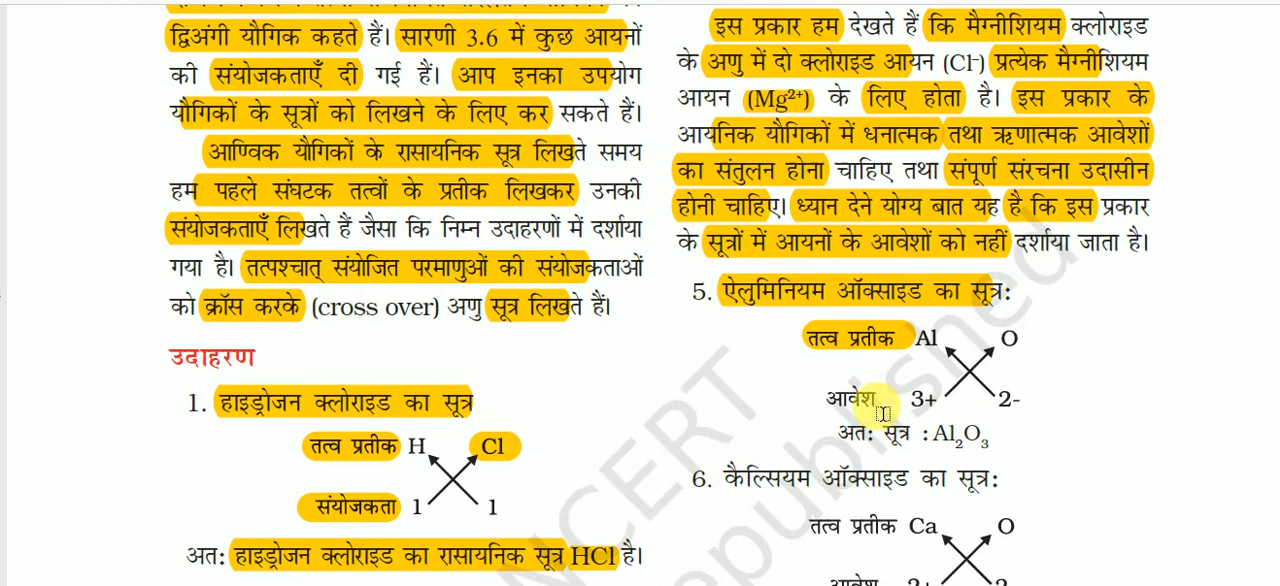 द्विअंगी यौगिक कहते हैं। सारणी 3.6 में कुछ आयनों
की संयोजकताएँ दी गई हैं। आप इनका उपयोग
यौगिकों के सूत्रों को लिखने के लिए कर सकते हैं।
आण्विक यौगिकों के रासायनिक सूत्र लिखते समय
हम पहले संघटक तत्वों के प्रतीक लिखकर उनकी
संयोजकताएँ लिखते हैं जैसा कि निम्न उदाहरणों में दर्शाया
गया है। तत्पश्चात् संयोजित परमाणुओं की संयोजकताओं
को क्रॉस करके (cross over) अणु सूत्र लिखते हैं।
उदाहरण
1. हाइड्रोजन क्लोराइड का सूत्र
तत्व प्रतीक H Cl
संयोजकता 1 1
अत: हाइड्रोजन क्लोराइड का रासायनिक सूत्र HCl है।
इस प्रकार हम देखते हैं कि मैग्नीशियम क्लोराइड
के अणु में दो क्लोराइड आयन (Cl⁻) प्रत्येक मैग्नीशियम
आयन (Mg²⁺) के लिए होता है। इस प्रकार के
आयनिक यौगिकों में धनात्मक तथा ऋणात्मक आवेशों
का संतुलन होना चाहिए तथा संपूर्ण संरचना उदासीन
होनी चाहिए। ध्यान देने योग्य बात यह है कि इस प्रकार
के सूत्रों में आयनों के आवेशों को नहीं दर्शाया जाता है।
5. ऐलुमिनियम ऑक्साइड का सूत्र:
तत्व प्रतीक Al O
आवेश 3+ 2-
अत: सूत्र : Al₂O₃
6. कैल्सियम ऑक्साइड का सूत्र:
तत्व प्रतीक Ca O
आवेश 2+ 2
NCERT
republished